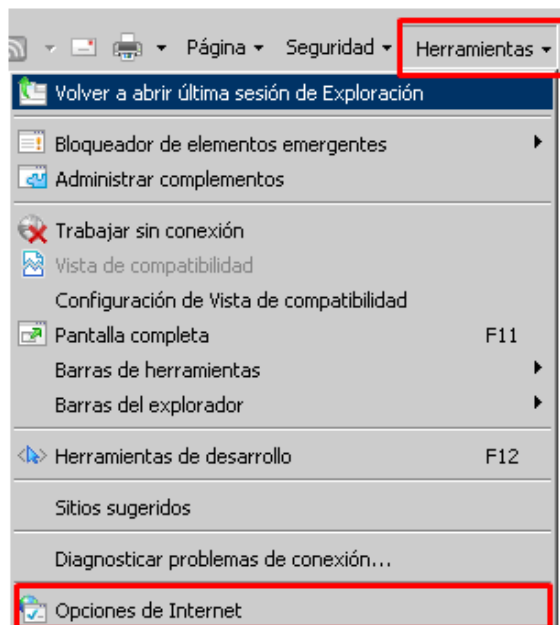 Página Seguridad Herramientas
Volver a abrir última sesión de Exploración
Bloqueador de elementos emergentes
Administrar complementos
Trabajar sin conexión
Vista de compatibilidad
Configuración de Vista de compatibilidad
Pantalla completa F11
Barras de herramientas
Barras del explorador
Herramientas de desarrollo F12
Sitios sugeridos
Diagnosticar problemas de conexión...
Opciones de Internet